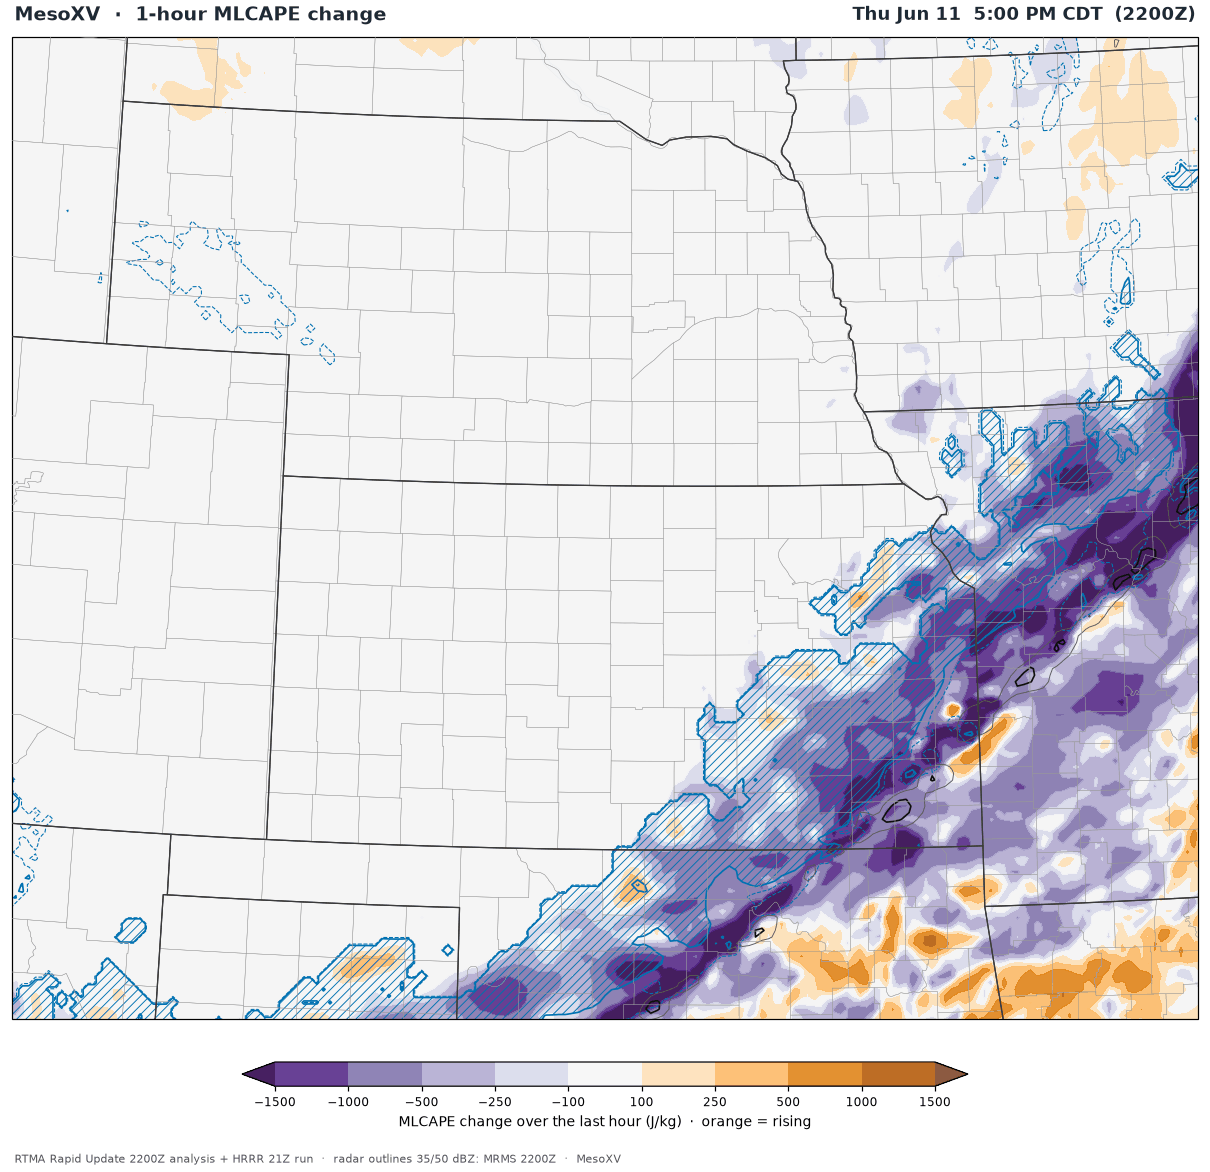 MesoXV · 1-hour MLCAPE change
Thu Jun 11 5:00 PM CDT (2200Z)
−1500 −1000 −500 −250 −100 100 250 500 1000 1500
MLCAPE change over the last hour (J/kg) · orange = rising
RTMA Rapid Update 2200Z analysis + HRRR 21Z run · radar outlines 35/50 dBZ: MRMS 2200Z · MesoXV